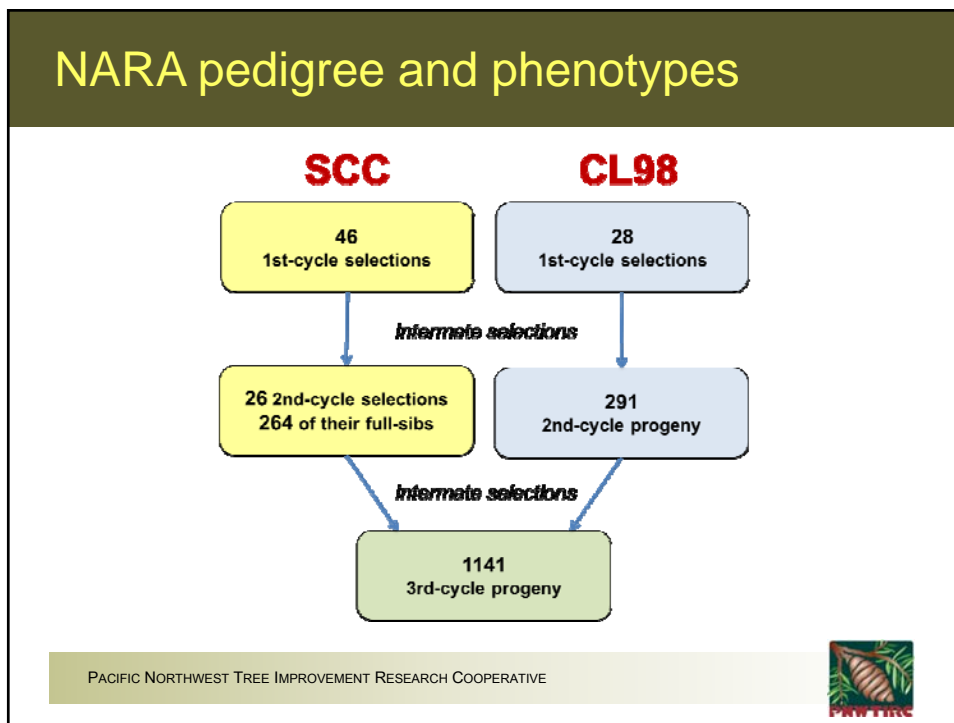 NARA pedigree and phenotypes
SCC
CL98
46
1st-cycle selections
28
1st-cycle selections
Intermate selections
26 2nd-cycle selections
264 of their full-sibs
291
2nd-cycle progeny
Intermate selections
1141
3rd-cycle progeny
PACIFIC NORTHWEST TREE IMPROVEMENT RESEARCH COOPERATIVE
PNWTIRC